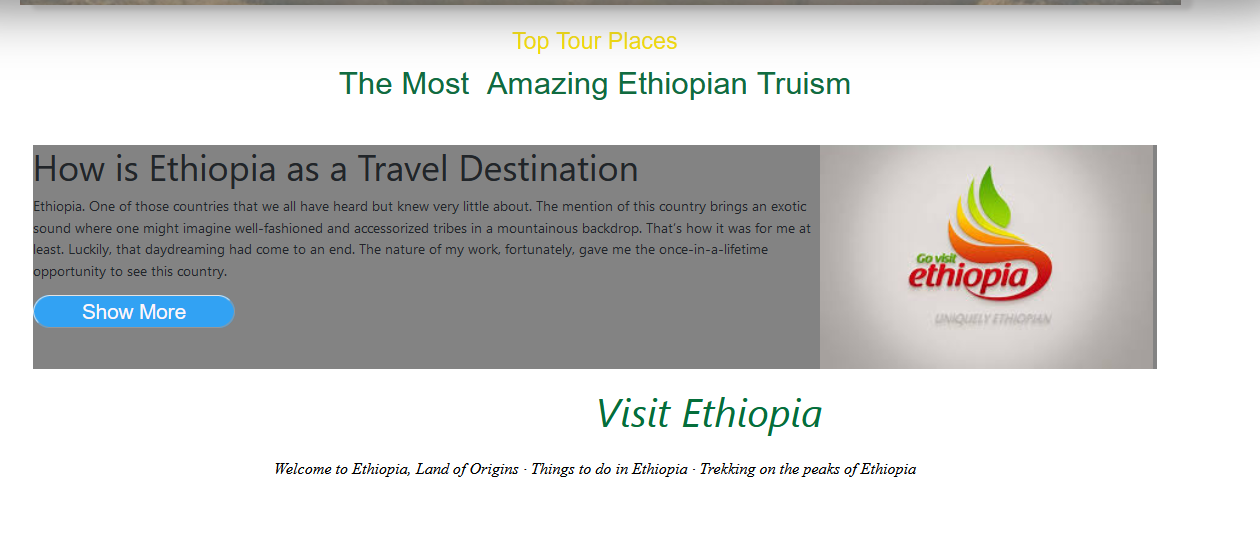 Top Tour Places
The Most  Amazing Ethiopian Truism
How is Ethiopia as a Travel Destination
Ethiopia. One of those countries that we all have heard but knew very little about. The mention of this country brings an exotic
sound where one might imagine well-fashioned and accessorized tribes in a mountainous backdrop. That's how it was for me at
least. Luckily, that daydreaming had come to an end. The nature of my work, fortunately, gave me the once-in-a-lifetime
opportunity to see this country.
Show More
Go visit
ethiopia
UNIQUELY ETHIOPIAN
Visit Ethiopia
Welcome to Ethiopia, Land of Origins · Things to do in Ethiopia · Trekking on the peaks of Ethiopia